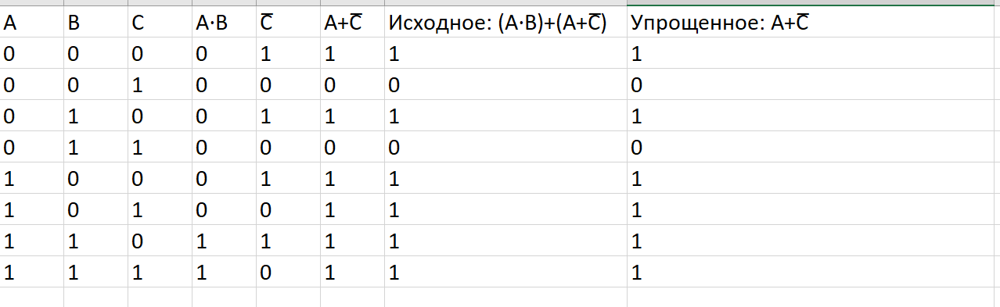 A B C A·B C̅ A+C̅ Исходное: (A·B)+(A+C̅) Упрощенное: A+C̅
0 0 0 0 1 1 1 1
0 0 1 0 0 0 0 0
0 1 0 0 1 1 1 1
0 1 1 0 0 0 0 0
1 0 0 0 1 1 1 1
1 0 1 0 0 1 1 1
1 1 0 1 1 1 1 1
1 1 1 1 0 1 1 1